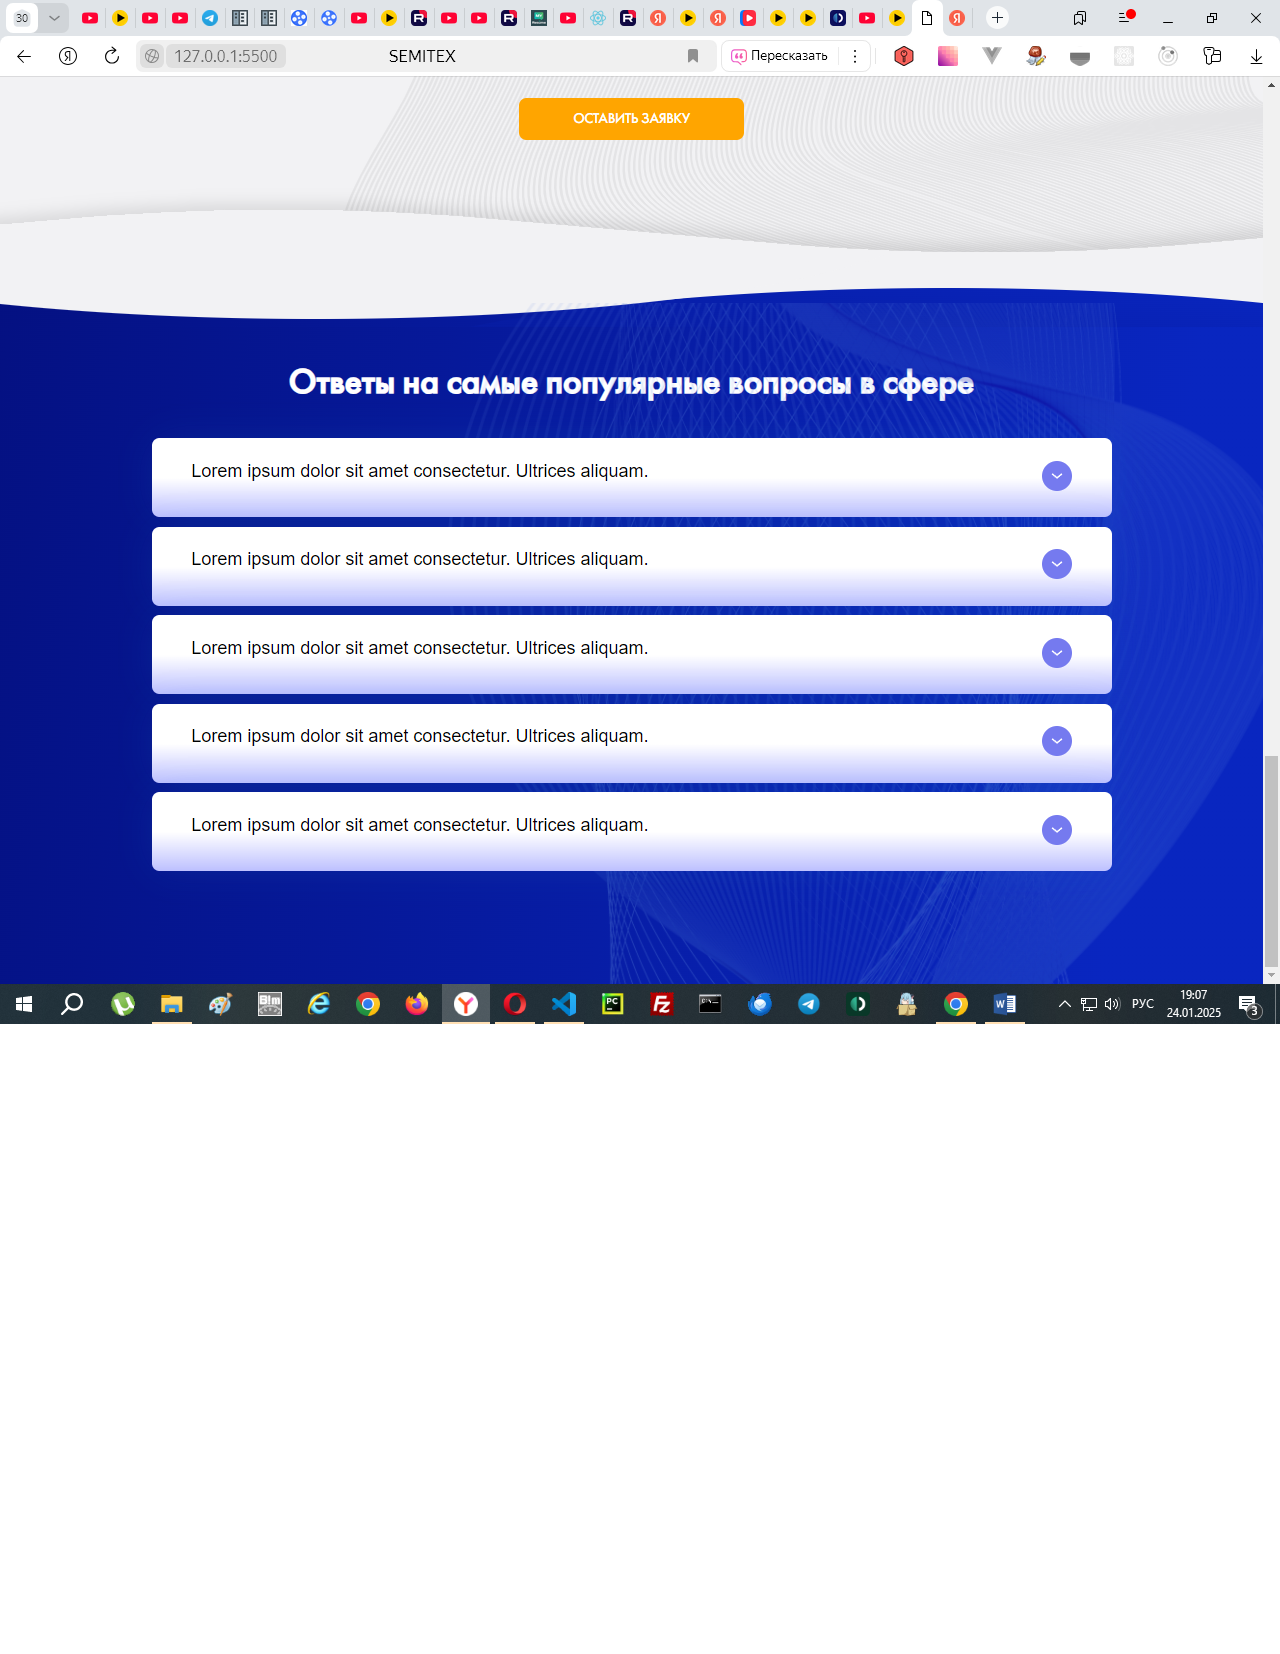 30
127.0.0.1:5500
SEMITEX
Пересказать
ОСТАВИТЬ ЗАЯВКУ
Ответы на самые популярные вопросы в сфере
Lorem ipsum dolor sit amet consectetur. Ultrices aliquam.
Lorem ipsum dolor sit amet consectetur. Ultrices aliquam.
Lorem ipsum dolor sit amet consectetur. Ultrices aliquam.
Lorem ipsum dolor sit amet consectetur. Ultrices aliquam.
Lorem ipsum dolor sit amet consectetur. Ultrices aliquam.
РУС
19:07
24.01.2025
3